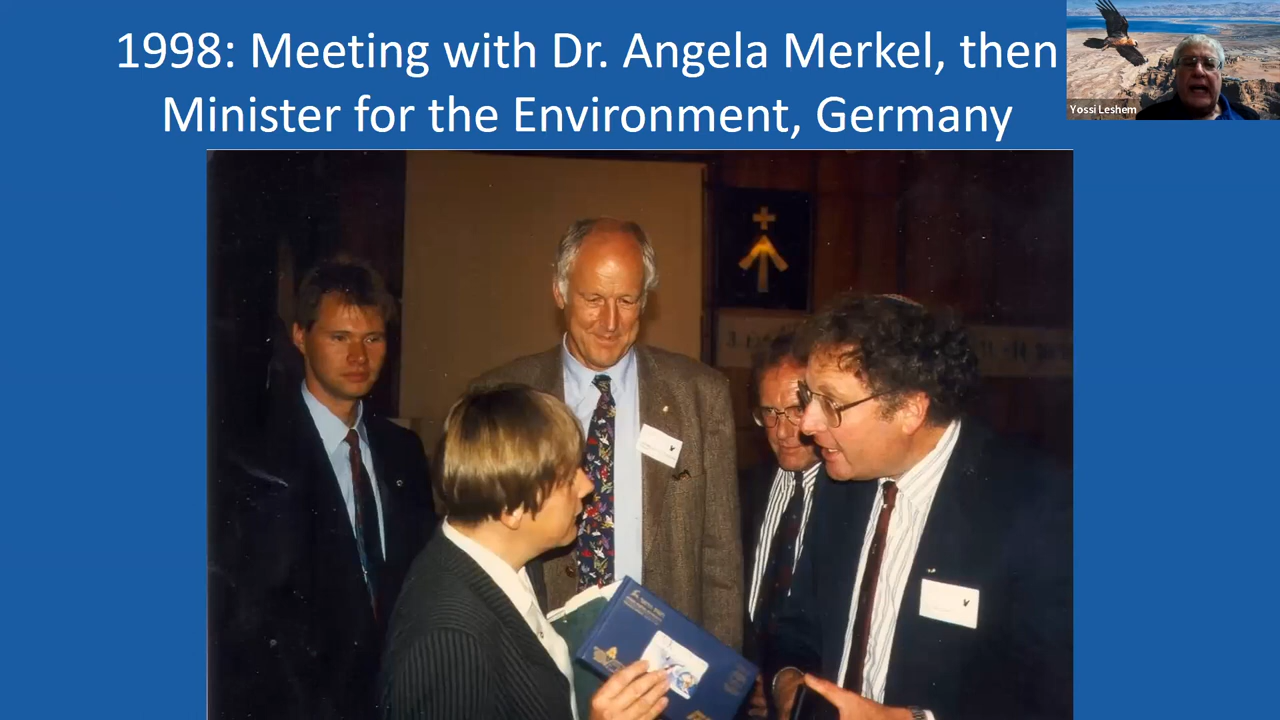 1998: Meeting with Dr. Angela Merkel, then
Minister for the Environment, Germany
Yossi Leshem